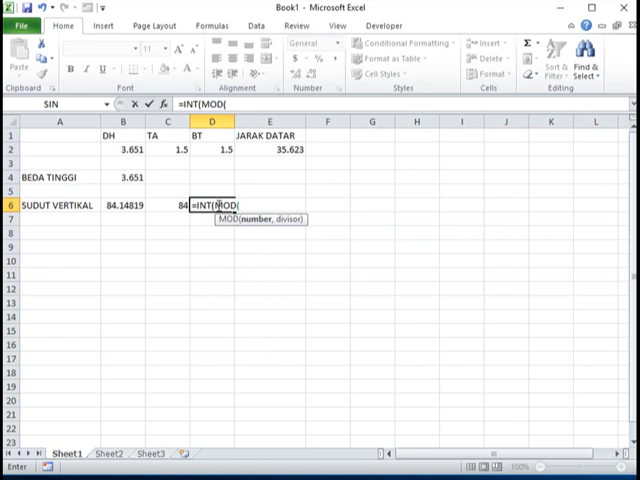 Book1 - Microsoft Excel
File Home Insert Page Layout Formulas Data Review View Developer
Paste
11
General
Conditional Formatting
Format as Table
Cell Styles
Insert
Delete
Format
Sort & Filter
Find & Select
Clipboard Font Alignment Number Styles Cells Editing
SIN =INT(MOD(
A B C D E F G H I J K L
1 DH TA BT JARAK DATAR
2 3.651 1.5 1.5 35.623
3
4 BEDA TINGGI 3.651
5
6 SUDUT VERTIKAL 84.14819 84 =INT(MOD(
7 MOD(number, divisor)
8
9
10
11
12
13
14
15
16
17
18
19
20
21
22
23
Sheet1 Sheet2 Sheet3
Enter 100%